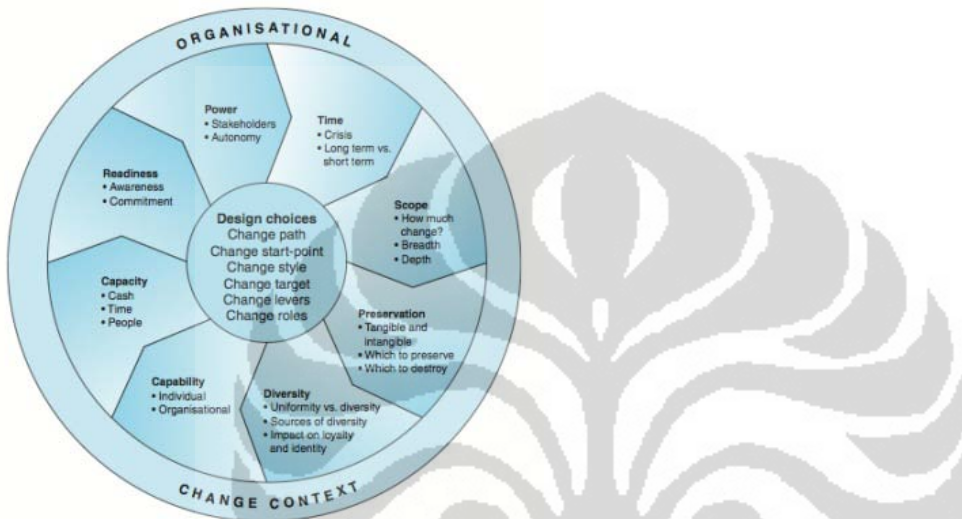 ORGANISATIONAL
Power
• Stakeholders
• Autonomy
Time
• Crisis
• Long term vs.
short term
Readiness
• Awareness
• Commitment
Scope
• How much
change?
• Breadth
• Depth
Design choices
Change path
Change start-point
Change style
Change target
Change levers
Change roles
Capacity
• Cash
• Time
• People
Preservation
• Tangible and
intangible
• Which to preserve
• Which to destroy
Capability
• Individual
• Organisational
Diversity
• Uniformity vs. diversity
• Sources of diversity
• Impact on loyalty
and identity
CHANGE CONTEXT